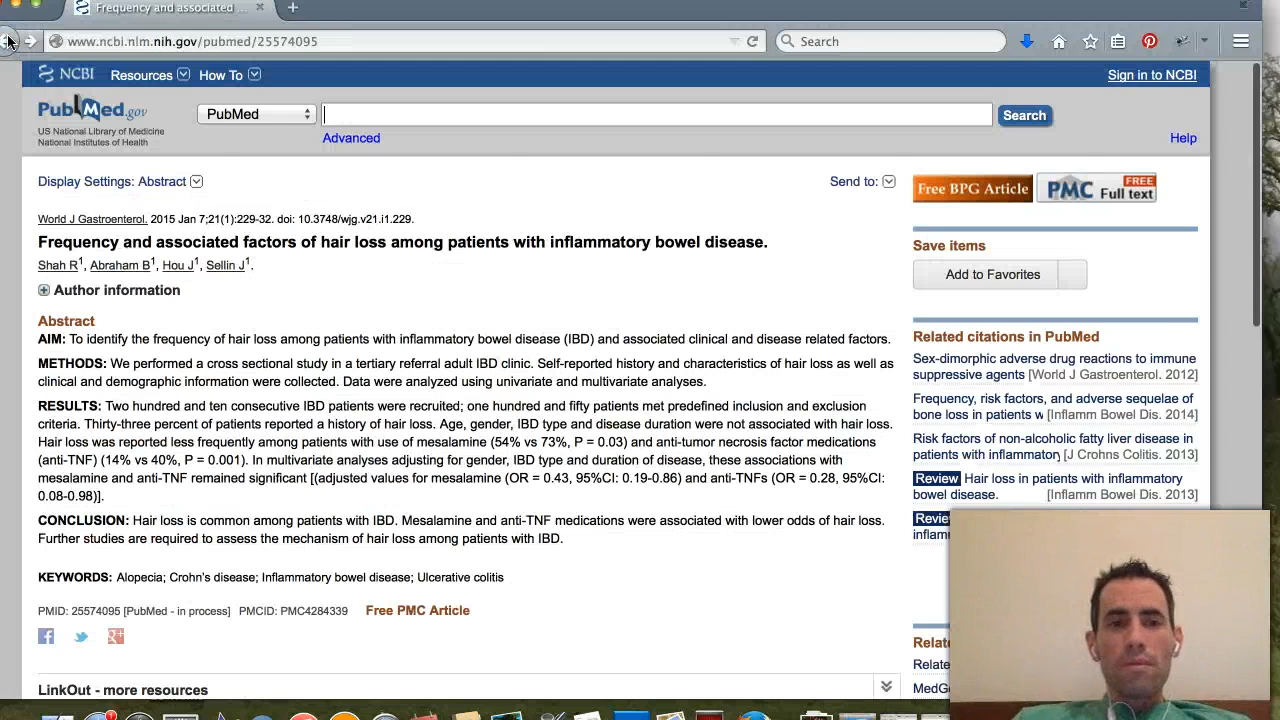 Frequency and associated ...
www.ncbi.nlm.nih.gov/pubmed/25574095
Search
NCBI Resources How To
Sign in to NCBI
PubMed.gov
US National Library of Medicine
National Institutes of Health
PubMed
Search
Advanced
Help
Display Settings: Abstract
Send to:
World J Gastroenterol. 2015 Jan 7;21(1):229-32. doi: 10.3748/wjg.v21.i1.229.
Frequency and associated factors of hair loss among patients with inflammatory bowel disease.
Shah R1, Abraham B1, Hou J1, Sellin J1.
Author information
Abstract
AIM: To identify the frequency of hair loss among patients with inflammatory bowel disease (IBD) and associated clinical and disease related factors.
METHODS: We performed a cross sectional study in a tertiary referral adult IBD clinic. Self-reported history and characteristics of hair loss as well as
clinical and demographic information were collected. Data were analyzed using univariate and multivariate analyses.
RESULTS: Two hundred and ten consecutive IBD patients were recruited; one hundred and fifty patients met predefined inclusion and exclusion
criteria. Thirty-three percent of patients reported a history of hair loss. Age, gender, IBD type and disease duration were not associated with hair loss.
Hair loss was reported less frequently among patients with use of mesalamine (54% vs 73%, P = 0.03) and anti-tumor necrosis factor medications
(anti-TNF) (14% vs 40%, P = 0.001). In multivariate analyses adjusting for gender, IBD type and duration of disease, these associations with
mesalamine and anti-TNF remained significant [(adjusted values for mesalamine (OR = 0.43, 95%CI: 0.19-0.86) and anti-TNFs (OR = 0.28, 95%CI:
0.08-0.98)].
CONCLUSION: Hair loss is common among patients with IBD. Mesalamine and anti-TNF medications were associated with lower odds of hair loss.
Further studies are required to assess the mechanism of hair loss among patients with IBD.
KEYWORDS: Alopecia; Crohn's disease; Inflammatory bowel disease; Ulcerative colitis
PMID: 25574095 [PubMed - in process] PMCID: PMC4284339 Free PMC Article
LinkOut - more resources
Free BPG Article
PMC FREE Full text
Save items
Add to Favorites
Related citations in PubMed
Sex-dimorphic adverse drug reactions to immune
suppressive agents [World J Gastroenterol. 2012]
Frequency, risk factors, and adverse sequelae of
bone loss in patients w [Inflamm Bowel Dis. 2014]
Risk factors of non-alcoholic fatty liver disease in
patients with inflammatory [J Crohns Colitis. 2013]
Review Hair loss in patients with inflammatory
bowel disease. [Inflamm Bowel Dis. 2013]
Review
inflam
Relate
Relate
MedG